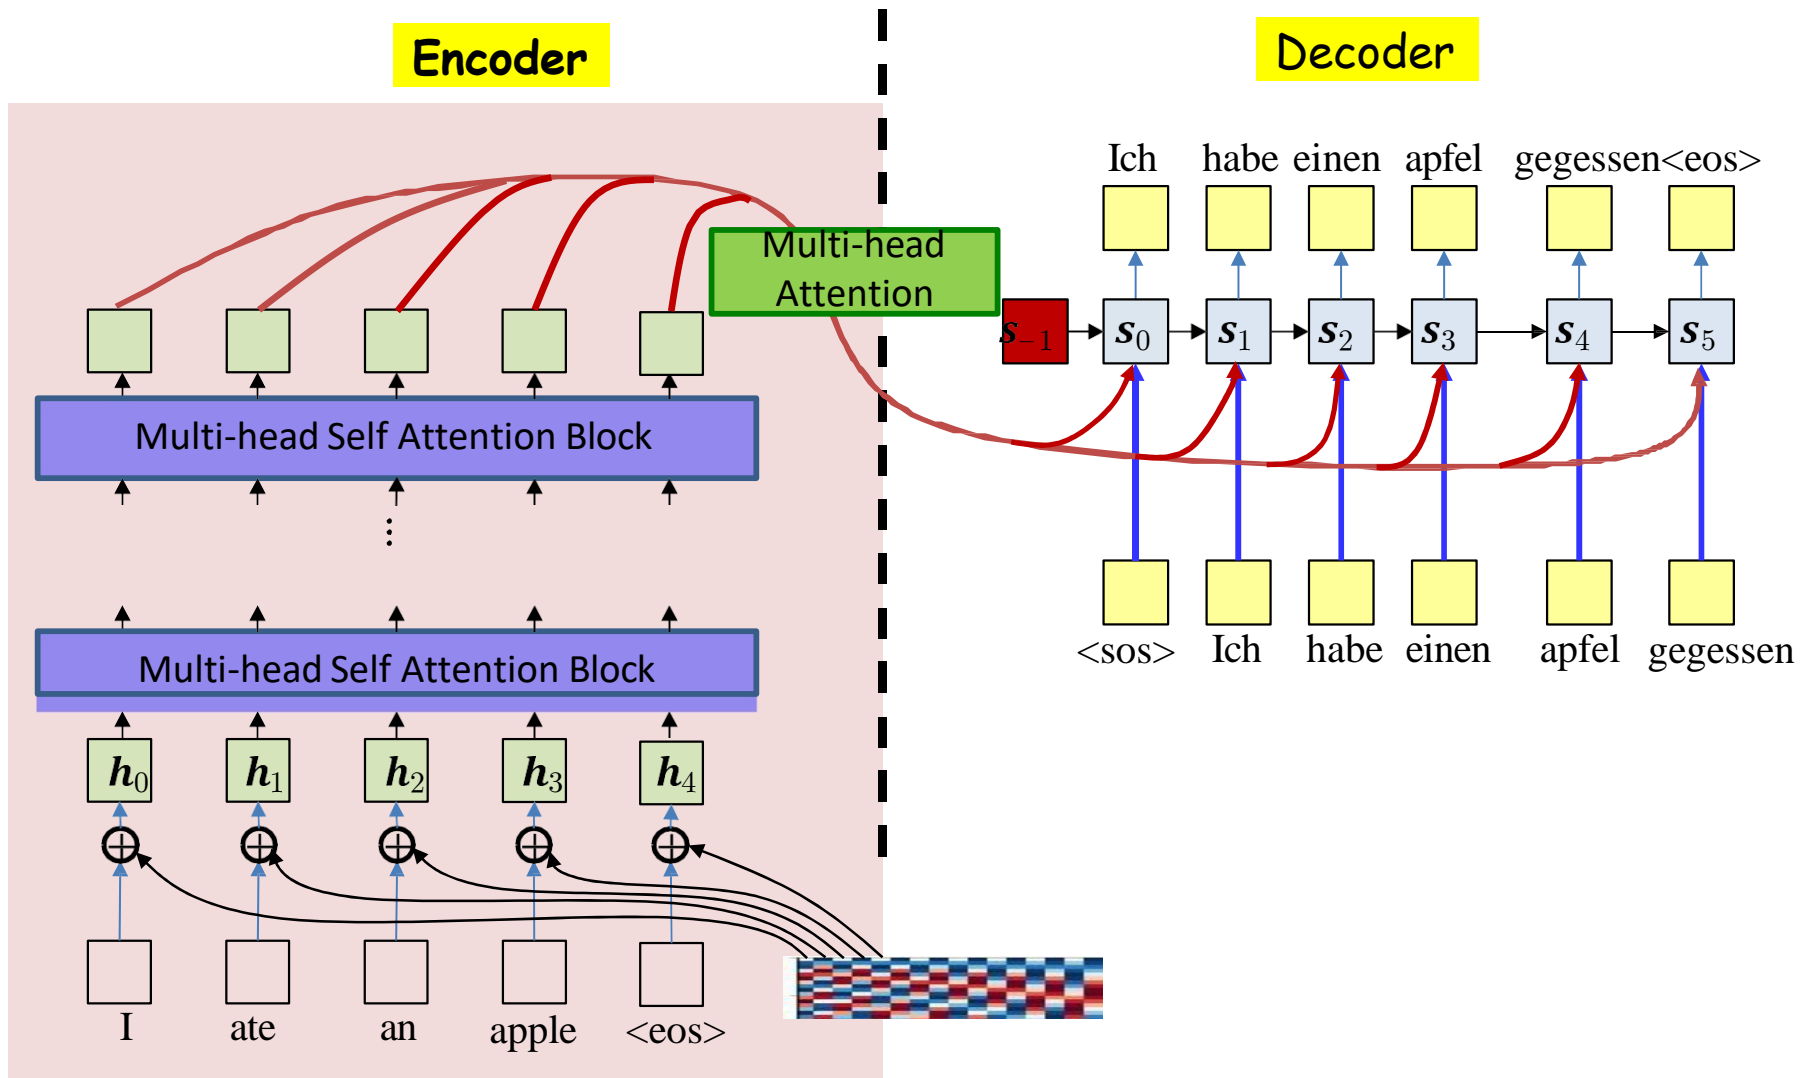 Encoder
Decoder
Ich habe einen apfel gegessen<eos>
Multi-head
Attention
s₋₁ s₀ s₁ s₂ s₃ s₄ s₅
Multi-head Self Attention Block
...
Multi-head Self Attention Block
<sos> Ich habe einen apfel gegessen
h₀ h₁ h₂ h₃ h₄
I ate an apple <eos>